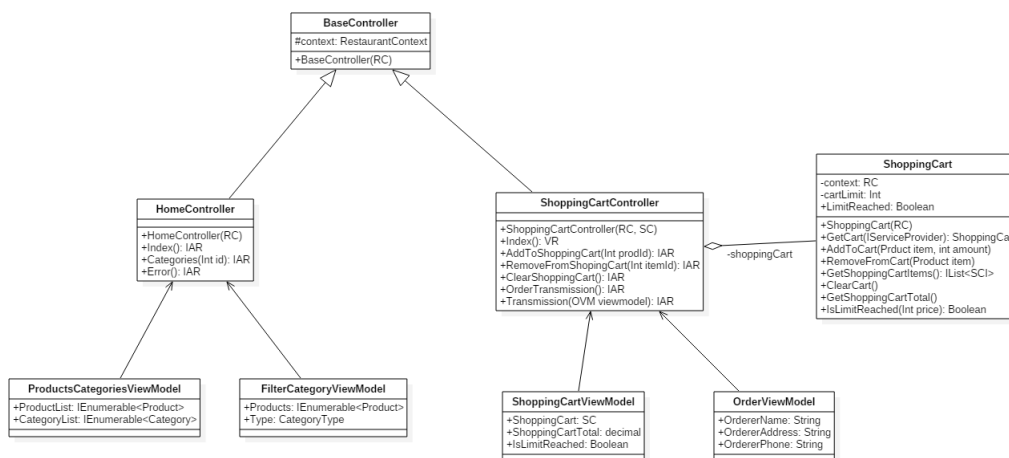 BaseController
#context: RestaurantContext
+BaseController(RC)
HomeController
+HomeController(RC)
+Index(): IAR
+Categories(Int id): IAR
+Error(): IAR
ShoppingCartController
+ShoppingCartController(RC, SC)
+Index(): VR
+AddToShoppingCart(Int prodId): IAR
+RemoveFromShopingCart(Int itemId): IAR
+ClearShoppingCart(): IAR
+OrderTransmission(): IAR
+Transmission(OVM viewmodel): IAR
-shoppingCart
ShoppingCart
-context: RC
-cartLimit: Int
+LimitReached: Boolean
+ShoppingCart(RC)
+GetCart(IServiceProvider): ShoppingCa
+AddToCart(Prduct item, int amount)
+RemoveFromCart(Product item)
+GetShoppingCartItems(): IList<SCI>
+ClearCart()
+GetShoppingCartTotal()
+IsLimitReached(Int price): Boolean
ProductsCategoriesViewModel
+ProductList: IEnumerable<Product>
+CategoryList: IEnumerable<Category>
FilterCategoryViewModel
+Products: IEnumerable<Product>
+Type: CategoryType
ShoppingCartViewModel
+ShoppingCart: SC
+ShoppingCartTotal: decimal
+IsLimitReached: Boolean
OrderViewModel
+OrdererName: String
+OrdererAddress: String
+OrdererPhone: String